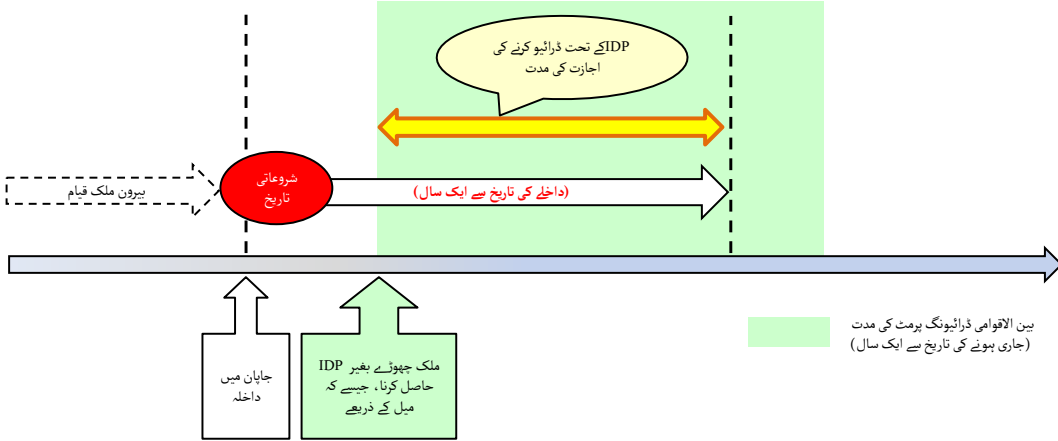 IDPکے تحت ڈرائیو کرنے کی
اجازت کی مدت
بیرون ملک قیام
شروعاتی
تاریخ
(داخلے کی تاریخ سے ایک سال)
جاپان میں
داخلہ
ملک چھوڑے بغیر IDP
حاصل کرنا، جیسے کہ
میل کے ذریعے
بین الاقوامی ڈرائیونگ پرمٹ کی مدت
(جاری ہونے کی تاریخ سے ایک سال)